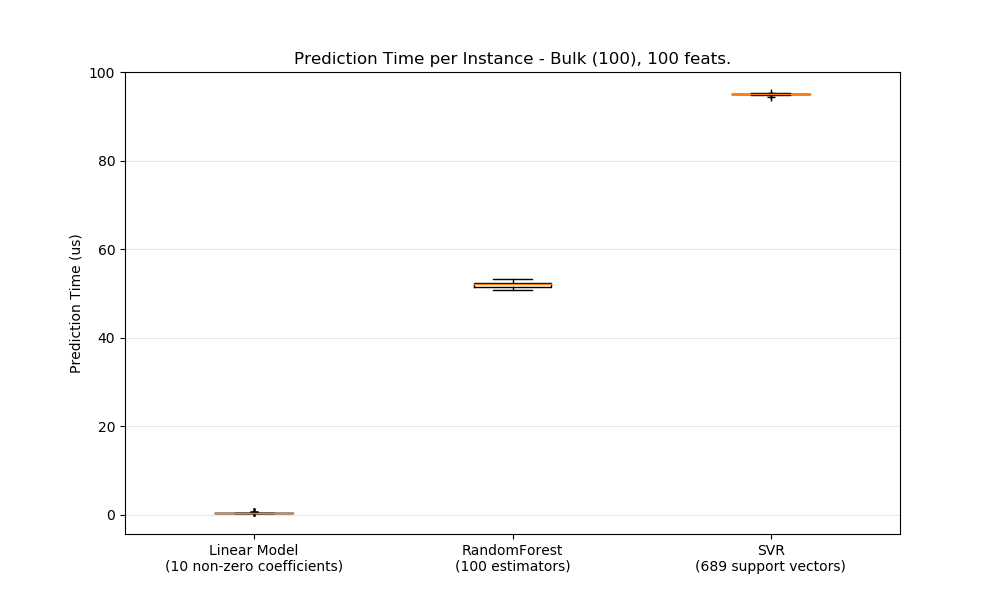 Prediction Time per Instance - Bulk (100), 100 feats.
Prediction Time (us)
100
80
60
40
20
0
Linear Model
(10 non-zero coefficients)
RandomForest
(100 estimators)
SVR
(689 support vectors)